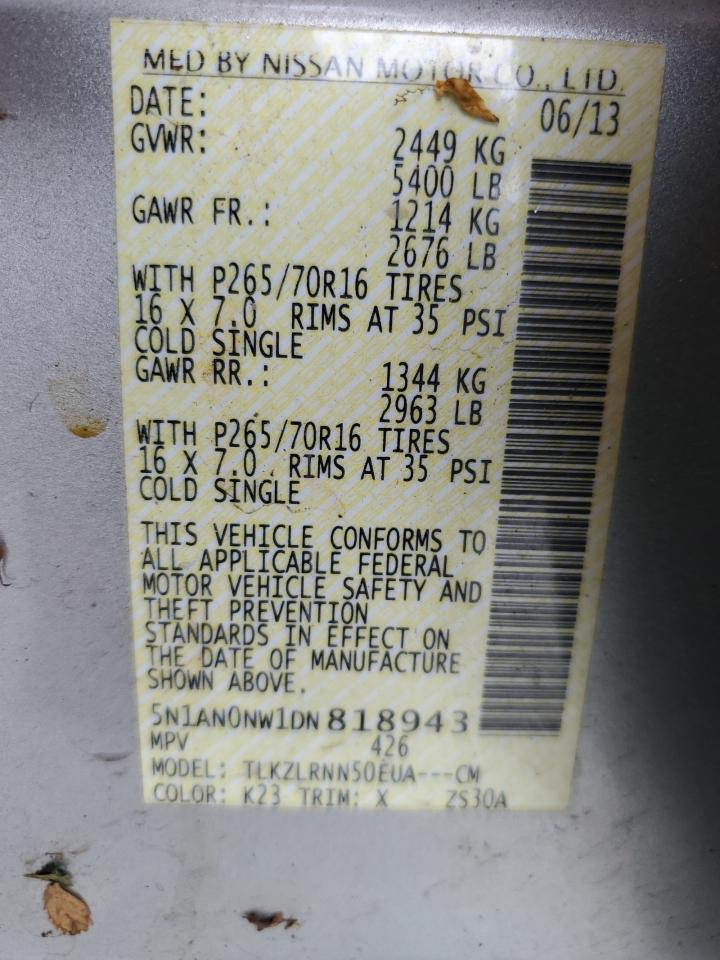 MFD BY NISSAN MOTOR CO., LTD.
DATE: 06/13
GVWR: 2449 KG
5400 LB
GAWR FR.: 1214 KG
2676 LB
WITH P265/70R16 TIRES
16 X 7.0 RIMS AT 35 PSI
COLD SINGLE
GAWR RR.: 1344 KG
2963 LB
WITH P265/70R16 TIRES
16 X 7.0 RIMS AT 35 PSI
COLD SINGLE
THIS VEHICLE CONFORMS TO
ALL APPLICABLE FEDERAL
MOTOR VEHICLE SAFETY AND
THEFT PREVENTION
STANDARDS IN EFFECT ON
THE DATE OF MANUFACTURE
SHOWN ABOVE.
5N1AN0NW1DN818943
MPV 426
MODEL: TLKZLRNN50EUA---CM
COLOR: K23 TRIM: X ZS30A